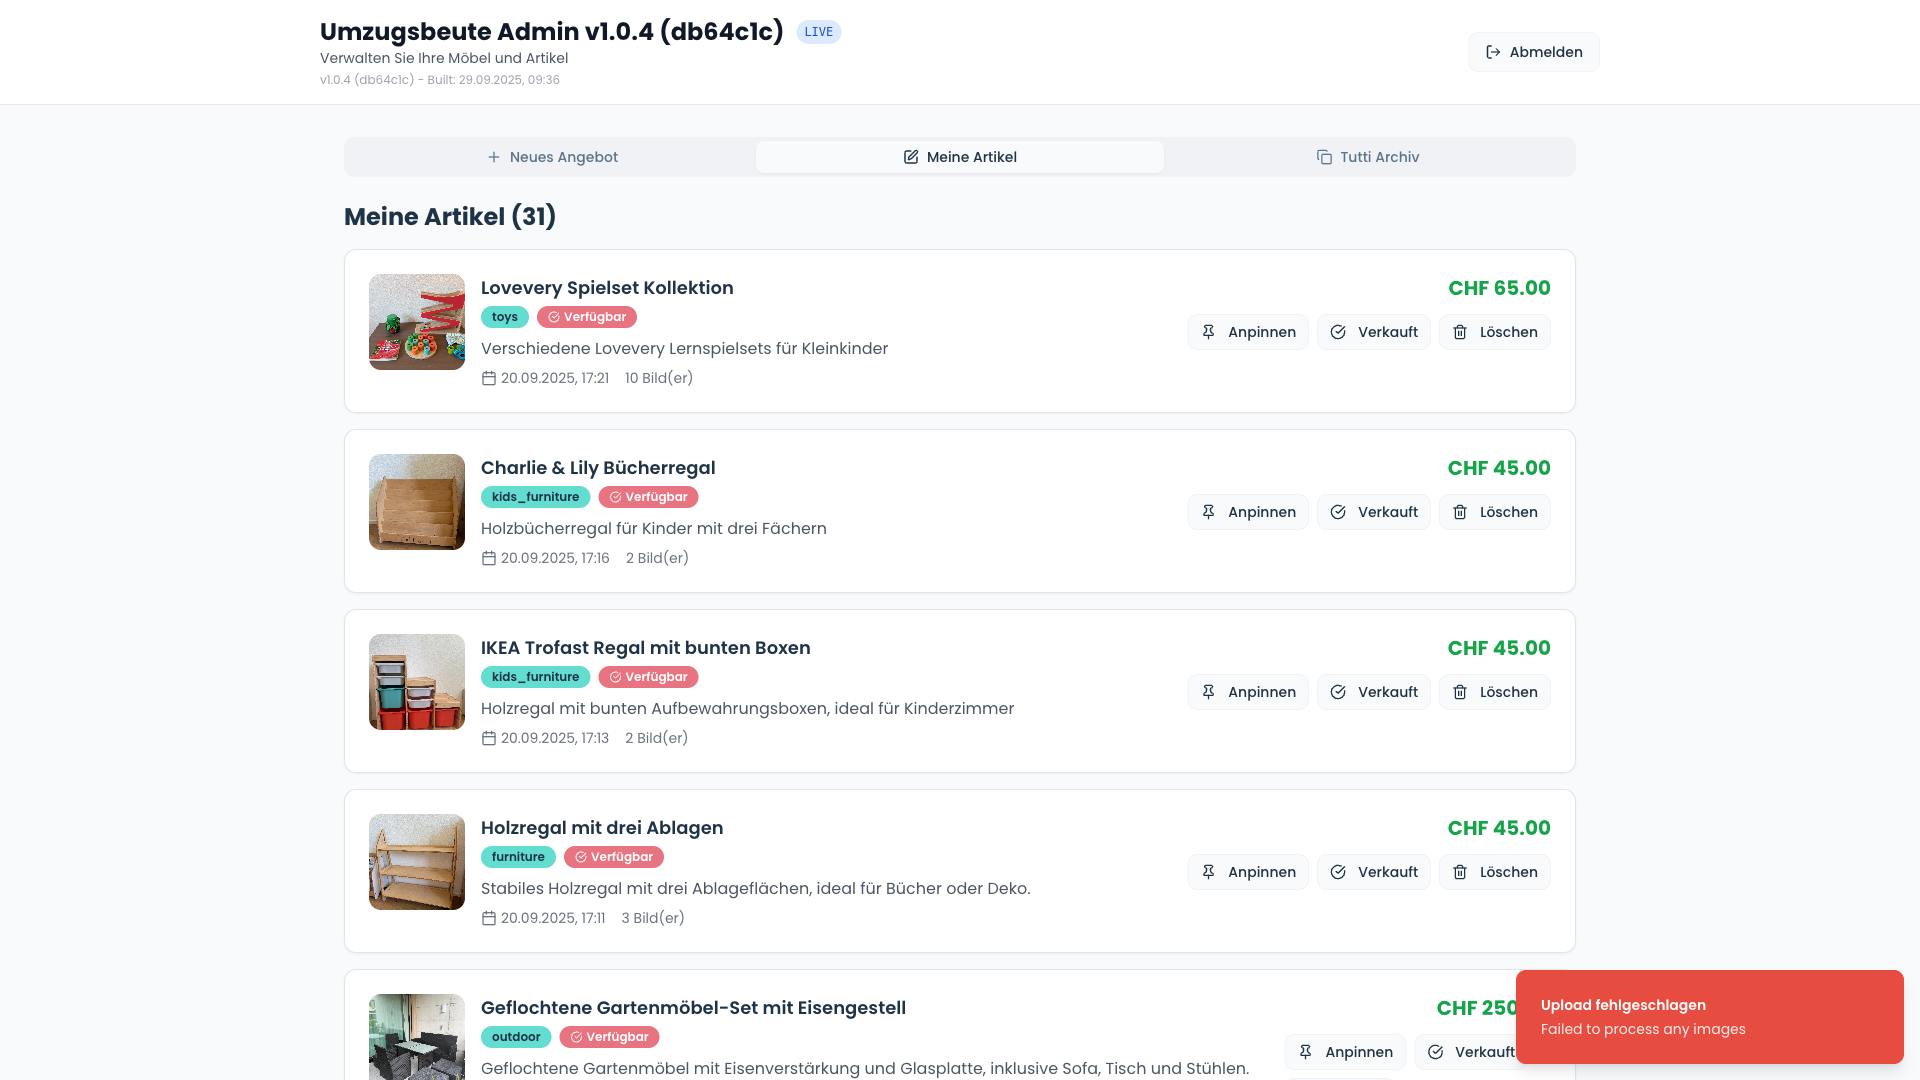 Umzugsbeute Admin v1.0.4 (db64c1c) LIVE
Verwalten Sie Ihre Möbel und Artikel
v1.0.4 (db64c1c) - Built: 29.09.2025, 09:36
Abmelden
Neues Angebot
Meine Artikel
Tutti Archiv
Meine Artikel (31)
Lovevery Spielset Kollektion
CHF 65.00
toys Verfügbar
Anpinnen Verkauft Löschen
Verschiedene Lovevery Lernspielsets für Kleinkinder
20.09.2025, 17:21 10 Bild(er)
Charlie & Lily Bücherregal
CHF 45.00
kids_furniture Verfügbar
Anpinnen Verkauft Löschen
Holzbücherregal für Kinder mit drei Fächern
20.09.2025, 17:16 2 Bild(er)
IKEA Trofast Regal mit bunten Boxen
CHF 45.00
kids_furniture Verfügbar
Anpinnen Verkauft Löschen
Holzregal mit bunten Aufbewahrungsboxen, ideal für Kinderzimmer
20.09.2025, 17:13 2 Bild(er)
Holzregal mit drei Ablagen
CHF 45.00
furniture Verfügbar
Anpinnen Verkauft Löschen
Stabiles Holzregal mit drei Ablageflächen, ideal für Bücher oder Deko.
20.09.2025, 17:11 3 Bild(er)
Geflochtene Gartenmöbel-Set mit Eisengestell
CHF 250
outdoor Verfügbar
Anpinnen Verkauft
Geflochtene Gartenmöbel mit Eisenverstärkung und Glasplatte, inklusive Sofa, Tisch und Stühlen.
Upload fehlgeschlagen
Failed to process any images